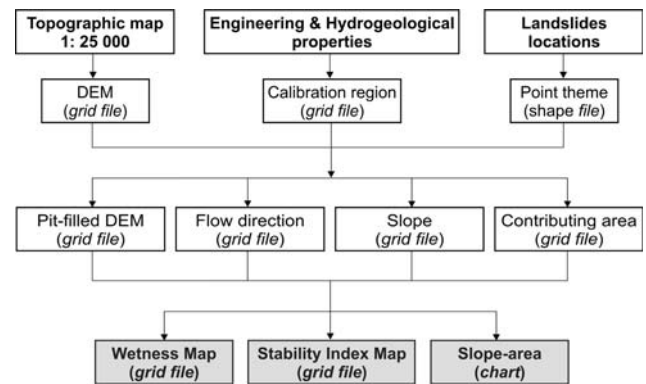 Topographic map
1: 25 000
Engineering & Hydrogeological
properties
Landslides
locations
DEM
(grid file)
Calibration region
(grid file)
Point theme
(shape file)
Pit-filled DEM
(grid file)
Flow direction
(grid file)
Slope
(grid file)
Contributing area
(grid file)
Wetness Map
(grid file)
Stability Index Map
(grid file)
Slope-area
(chart)